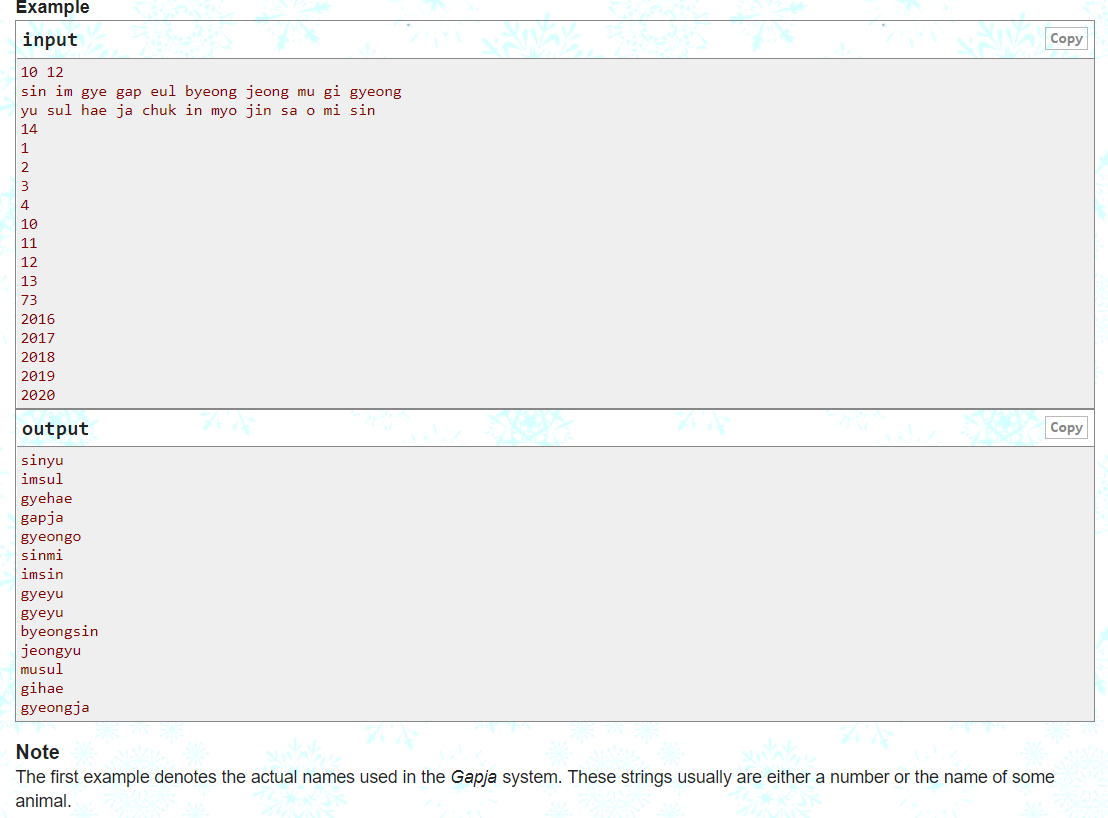 Example
input
Copy
10 12
sin im gye gap eul byeong jeong mu gi gyeong
yu sul hae ja chuk in myo jin sa o mi sin
14
1
2
3
4
10
11
12
13
73
2016
2017
2018
2019
2020
output
Copy
sinyu
imsul
gyehae
gapja
gyeongo
sinmi
imsin
gyeyu
gyeyu
byeongsin
jeongyu
musul
gihae
gyeongja
Note
The first example denotes the actual names used in the Gapja system. These strings usually are either a number or the name of some
animal.